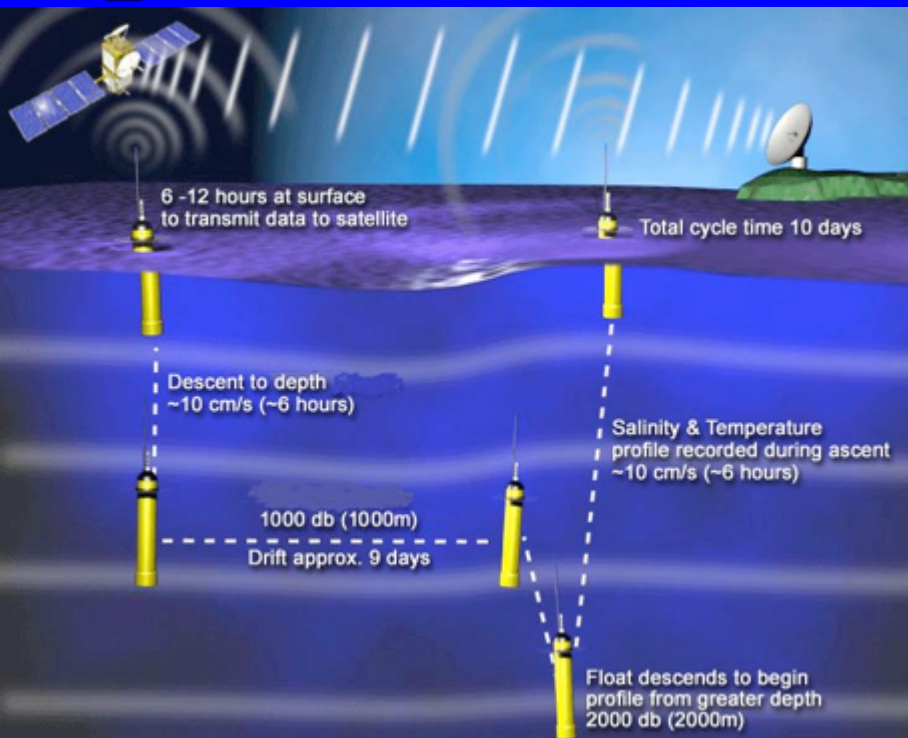 6 -12 hours at surface
to transmit data to satellite
Total cycle time 10 days
Descent to depth
~10 cm/s (~6 hours)
Salinity & Temperature
profile recorded during ascent
~10 cm/s (~6 hours)
1000 db (1000m)
Drift approx. 9 days
Float descends to begin
profile from greater depth
2000 db (2000m)